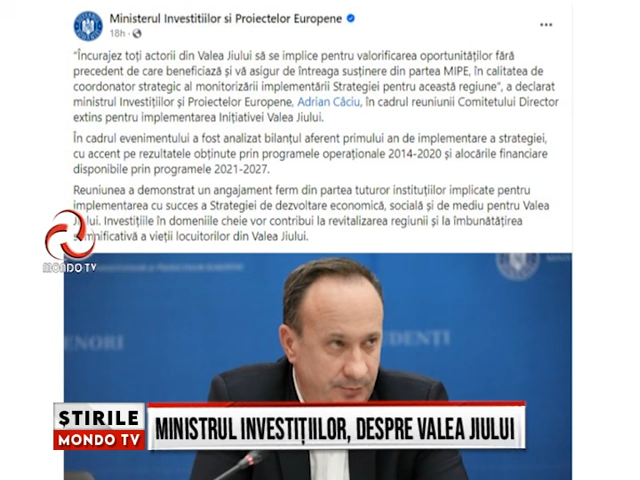 Ministerul Investitiilor si Proiectelor Europene
18h ·
"Încurajez toți actorii din Valea Jiului să se implice pentru valorificarea oportunităților fără
precedent de care beneficiază și vă asigur de întreaga susținere din partea MIPE, în calitatea de
coordonator strategic al monitorizării implementării Strategiei pentru această regiune", a declarat
ministrul Investițiilor și Proiectelor Europene, Adrian Câciu, în cadrul reuniunii Comitetului Director
extins pentru implementarea Inițiativei Valea Jiului.
În cadrul evenimentului a fost analizat bilanțul aferent primului an de implementare a strategiei,
cu accent pe rezultatele obținute prin programele operaționale 2014-2020 și alocările financiare
disponibile prin programele 2021-2027.
Reuniunea a demonstrat un angajament ferm din partea tuturor instituțiilor implicate pentru
implementarea cu succes a Strategiei de dezvoltare economică, socială și de mediu pentru Valea
Jiului. Investițiile în domeniile cheie vor contribui la revitalizarea regiunii și la îmbunătățirea
semnificativă a vieții locuitorilor din Valea Jiului.
MONDO TV
ENORI
DENȚI
ȘTIRILE
MONDO TV
MINISTRUL INVESTIȚIILOR, DESPRE VALEA JIULUI